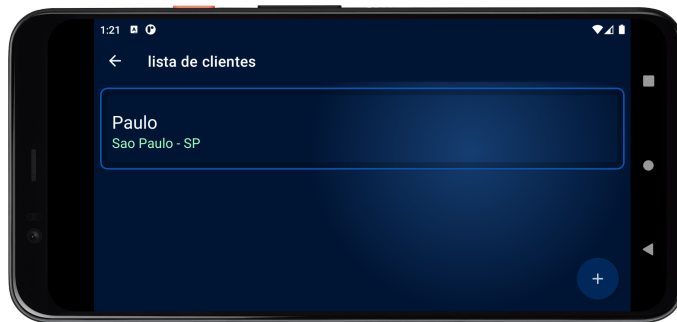 1:21
lista de clientes
Paulo
Sao Paulo - SP
+